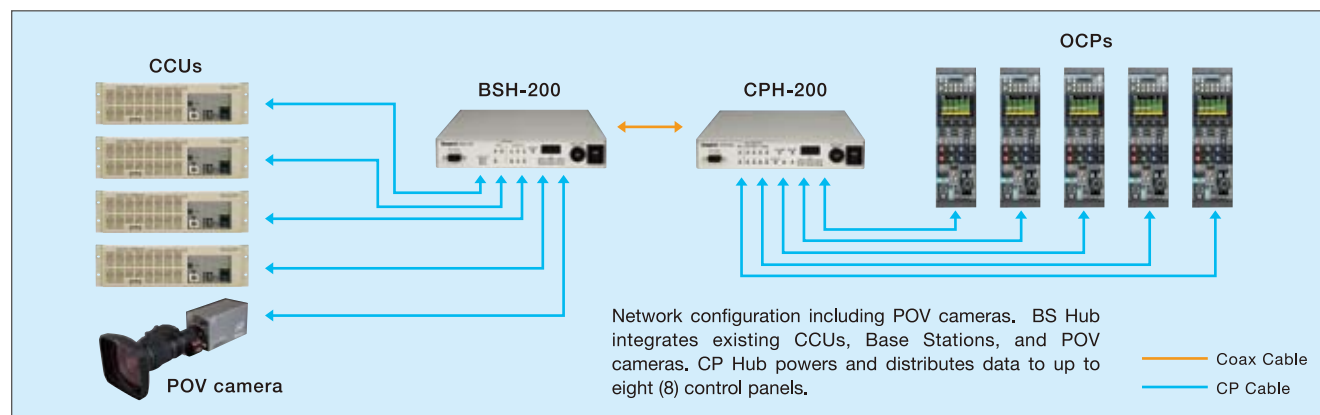 CCUs
BSH-200
CPH-200
OCPs
POV camera
Network configuration including POV cameras. BS Hub
integrates existing CCUs, Base Stations, and POV
cameras. CP Hub powers and distributes data to up to
eight (8) control panels.
Coax Cable
CP Cable